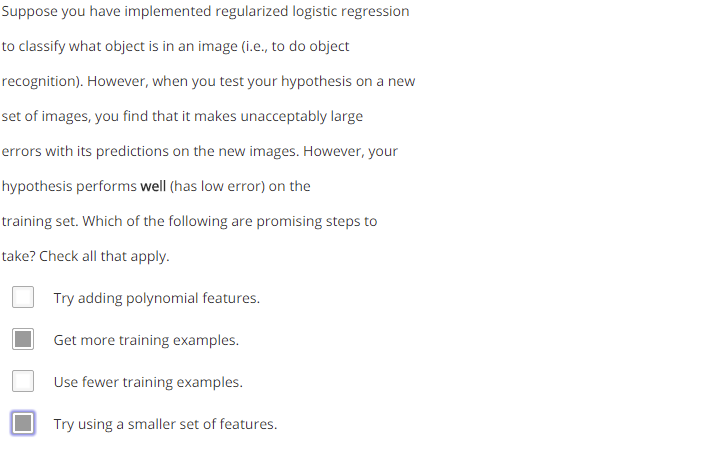 Suppose you have implemented regularized logistic regression
to classify what object is in an image (i.e., to do object
recognition). However, when you test your hypothesis on a new
set of images, you find that it makes unacceptably large
errors with its predictions on the new images. However, your
hypothesis performs well (has low error) on the
training set. Which of the following are promising steps to
take? Check all that apply.
Try adding polynomial features.
Get more training examples.
Use fewer training examples.
Try using a smaller set of features.